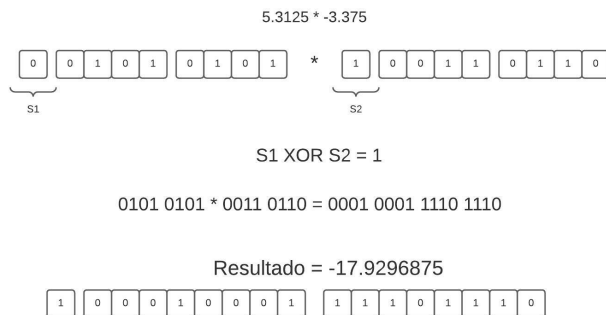 5.3125 * -3.375
0 0 1 0 1 0 1 0 1 * 1 0 0 1 1 0 1 1 0
S1 S2
S1 XOR S2 = 1
0101 0101 * 0011 0110 = 0001 0001 1110 1110
Resultado = -17.9296875
1 0 0 0 1 0 0 0 1 1 1 1 0 1 1 1 0